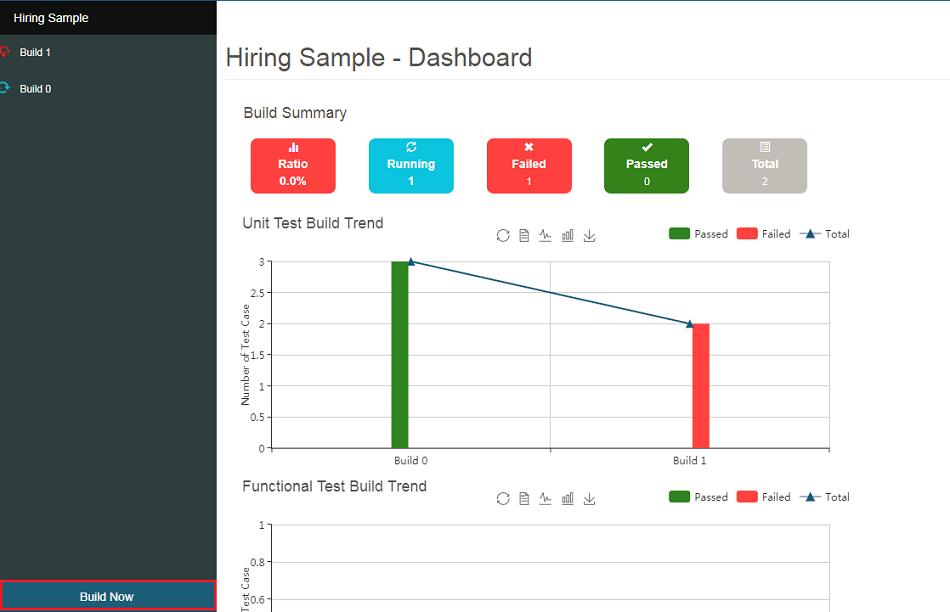 Hiring Sample
Build 1
Build 0
Build Now
Hiring Sample - Dashboard
Build Summary
Ratio
0.0%
Running
1
Failed
1
Passed
0
Total
2
Unit Test Build Trend
Passed Failed Total
Number of Test Case
3
2.5
2
1.5
1
0.5
0
Build 0 Build 1
Functional Test Build Trend
Passed Failed Total
Test Case
1
0.8
0.6